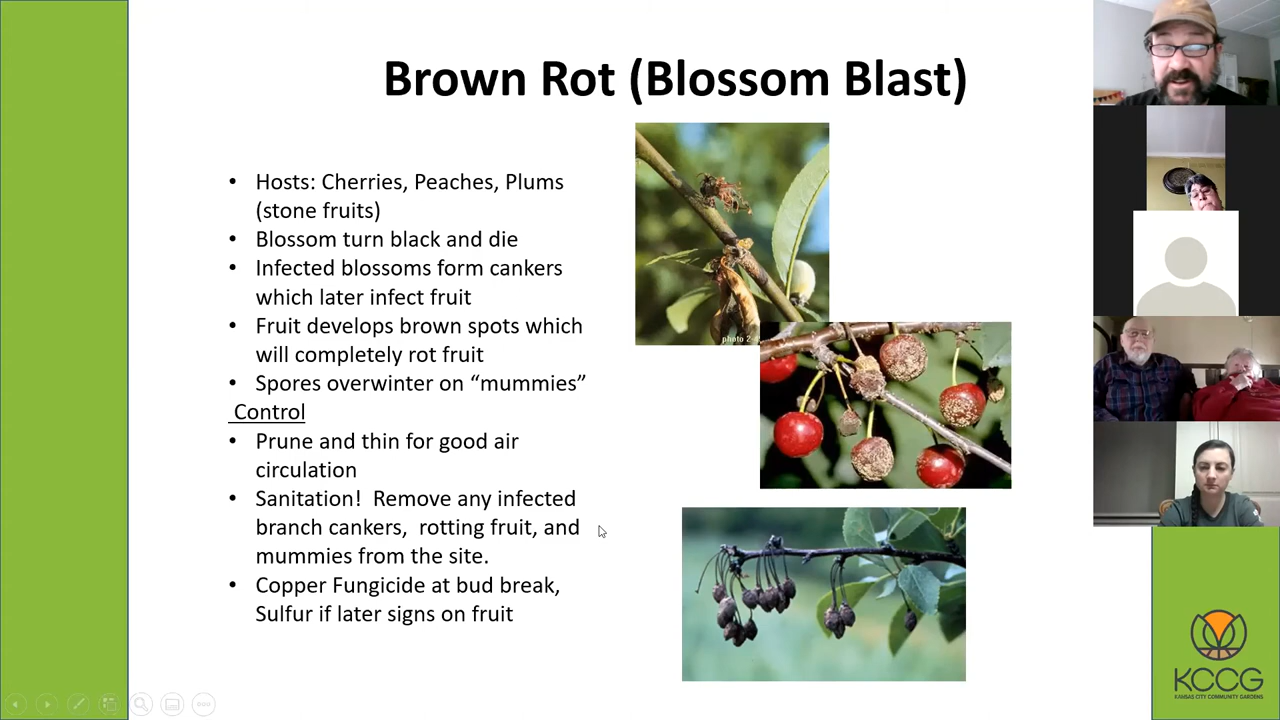 Brown Rot (Blossom Blast)
• Hosts: Cherries, Peaches, Plums
(stone fruits)
• Blossom turn black and die
• Infected blossoms form cankers
which later infect fruit
• Fruit develops brown spots which
will completely rot fruit
• Spores overwinter on “mummies”
Control
• Prune and thin for good air
circulation
• Sanitation!  Remove any infected
branch cankers,  rotting fruit, and
mummies from the site.
• Copper Fungicide at bud break,
Sulfur if later signs on fruit
photo 2-
KCCG
KANSAS CITY COMMUNITY GARDENS